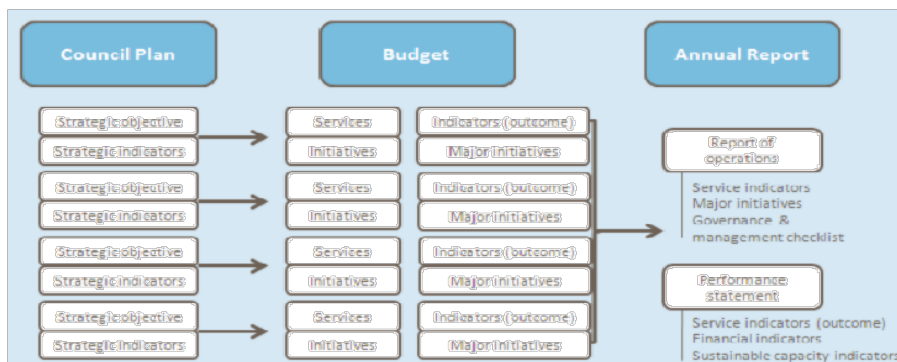 Council Plan
Budget
Annual Report
Strategic objective
Services
Indicators (outcome)
Strategic indicators
Initiatives
Major initiatives
Strategic objective
Services
Indicators (outcome)
Strategic indicators
Initiatives
Major initiatives
Strategic objective
Services
Indicators (outcome)
Strategic indicators
Initiatives
Major initiatives
Strategic objective
Services
Indicators (outcome)
Strategic indicators
Initiatives
Major initiatives
Report of
operations
Service indicators
Major initiatives
Governance &
management checklist
Performance
statement
Service indicators (outcome)
Financial indicators
Sustainable capacity indicators